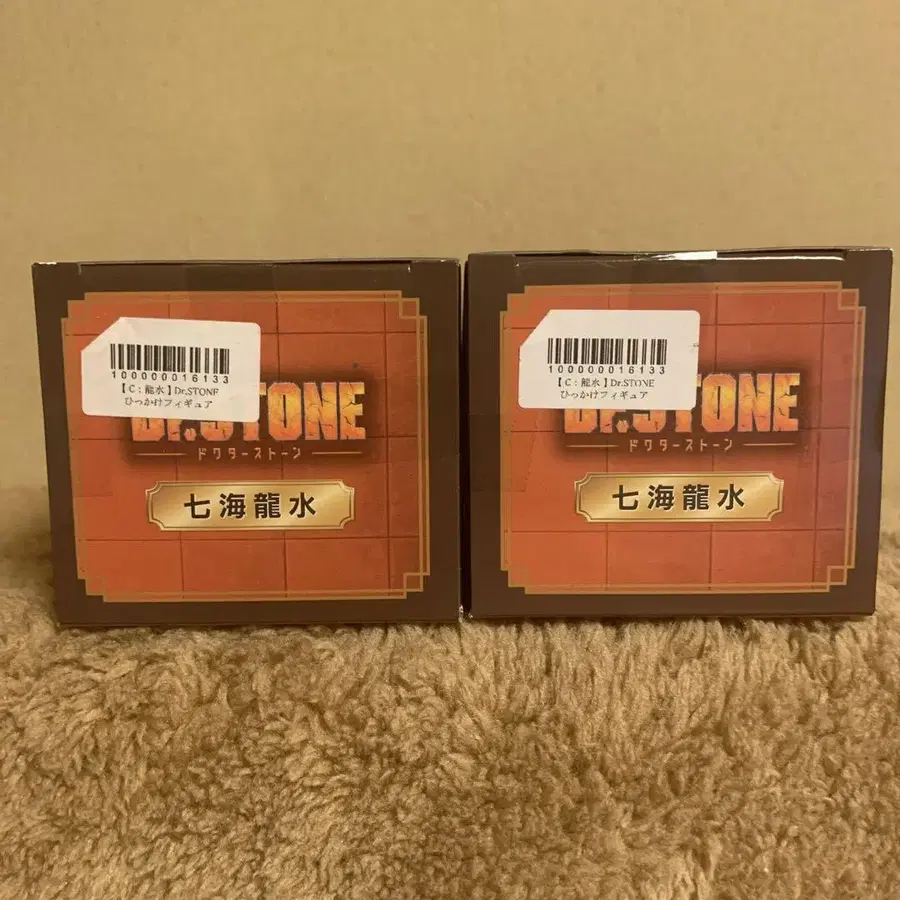 100000016133
【C：龍水】Dr.STONE
ひっかけフィギュア
Dr.STONE
ドクターストーン
七海龍水
100000016133
【C：龍水】Dr.STONE
ひっかけフィギュア
Dr.STONE
ドクターストーン
七海龍水